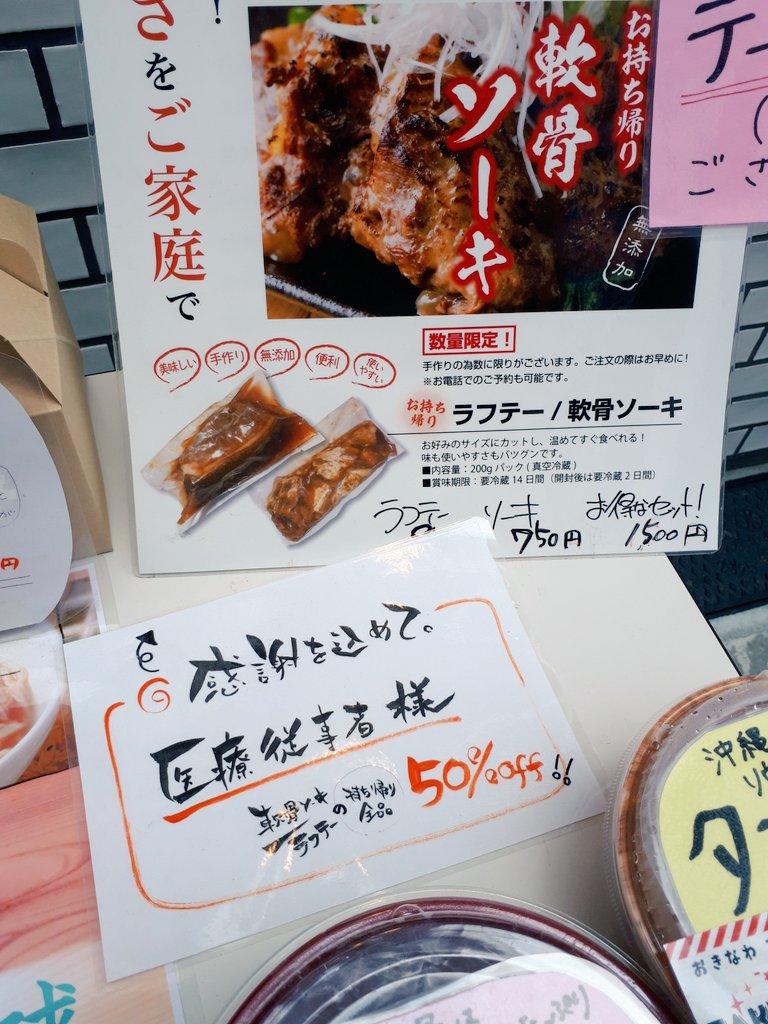 !
さをご家庭で
お持ち帰り
軟骨
ソーキ
無添加
テー
ござ
美味しい
手作り
無添加
便利
使い
やすい
数量限定!
手作りの為数に限りがございます。ご注文の際はお早めに!
※お電話でのご予約も可能です。
お持ち
帰り
ラフテー / 軟骨ソーキ
お好みのサイズにカットし、温めてすぐ食べれる!
味も使いやすさもバツグンです。
■内容量:200g パック ( 真空冷蔵 )
■賞味期限:要冷蔵 14 日間(開封後は要冷蔵 2 日間)
ラフテー ソーキ お得なセット!
750円 1500円
円
感謝を込めて。
医療従事者様
軟骨ソーキ
ラフテー
の
持ち帰り
全品
50%off!!
沖縄
タ
おきなわ